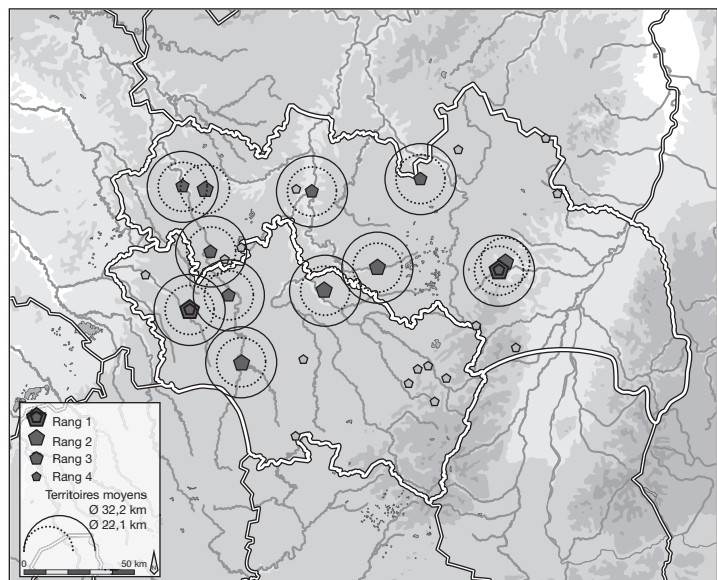 Rang 1
Rang 2
Rang 3
Rang 4
Territoires moyens
Ø 32,2 km
Ø 22,1 km
0 50 km